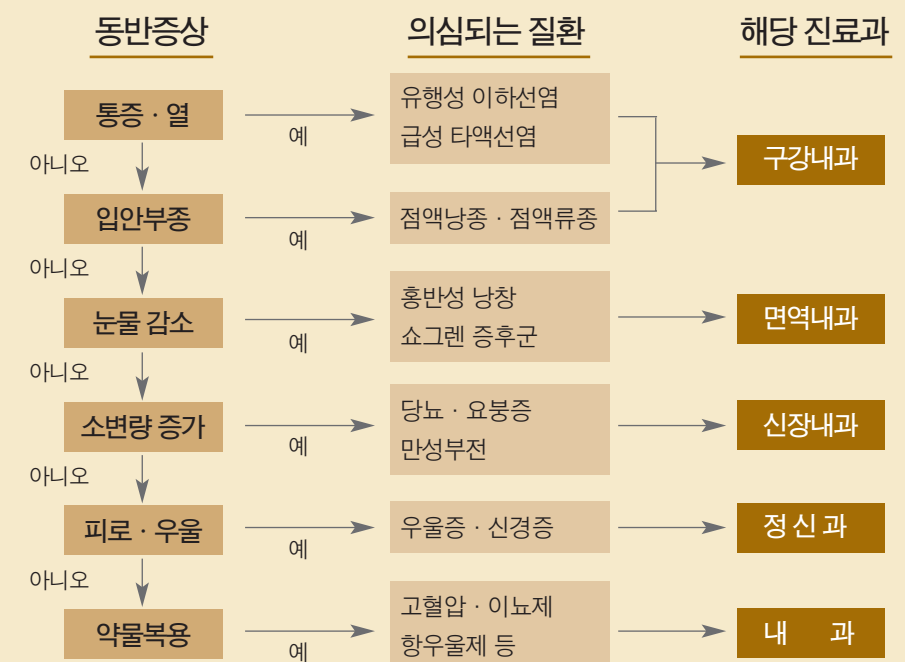 동반증상
의심되는 질환
해당 진료과
통증 · 열
예
유행성 이하선염
급성 타액선염
구강내과
아니오
입안부종
예
점액낭종 · 점액류종
아니오
눈물 감소
예
홍반성 낭창
쇼그렌 증후군
면역내과
아니오
소변량 증가
예
당뇨 · 요붕증
만성부전
신장내과
아니오
피로 · 우울
예
우울증 · 신경증
정 신 과
아니오
약물복용
예
고혈압 · 이뇨제
항우울제 등
내 과